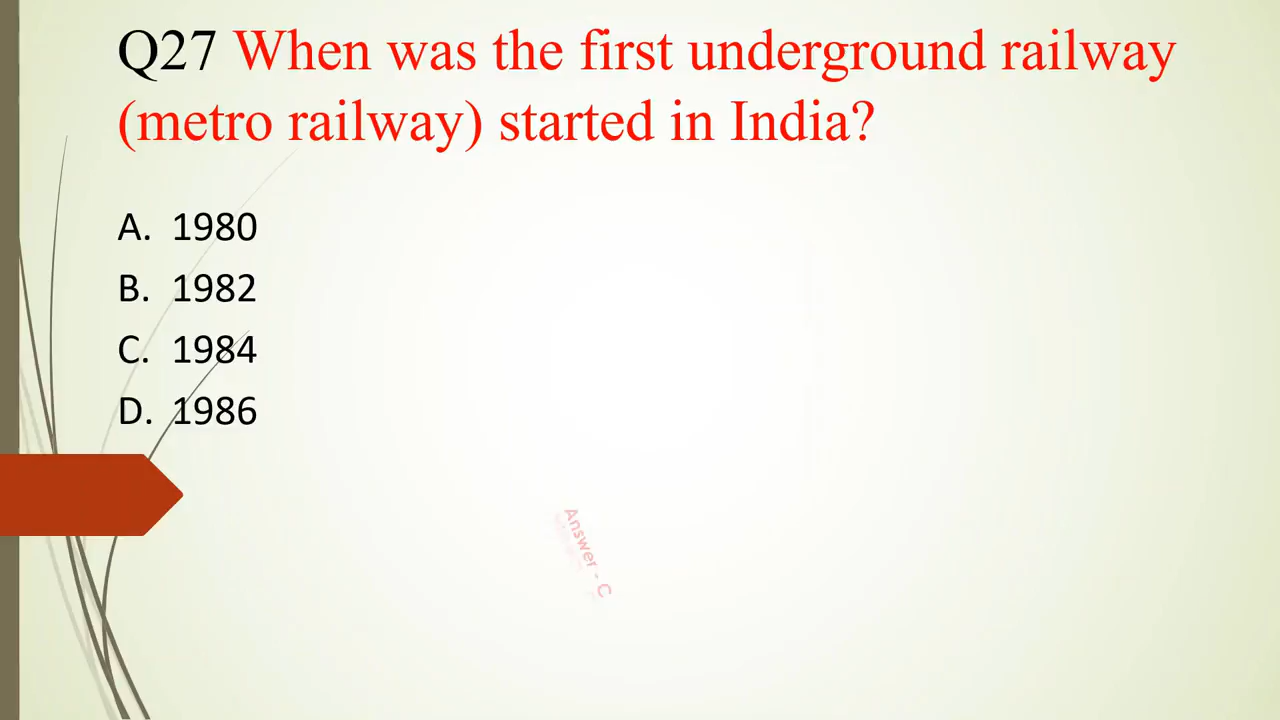 Q27 When was the first underground railway
(metro railway) started in India?
A. 1980
B. 1982
C. 1984
D. 1986
Answer - C